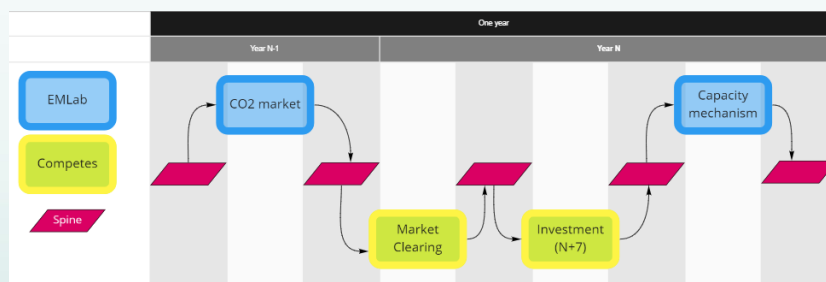 One year
Year N-1
Year N
EMLab
CO2 market
Capacity
mechanism
Competes
Spine
Market
Clearing
Investment
(N+7)